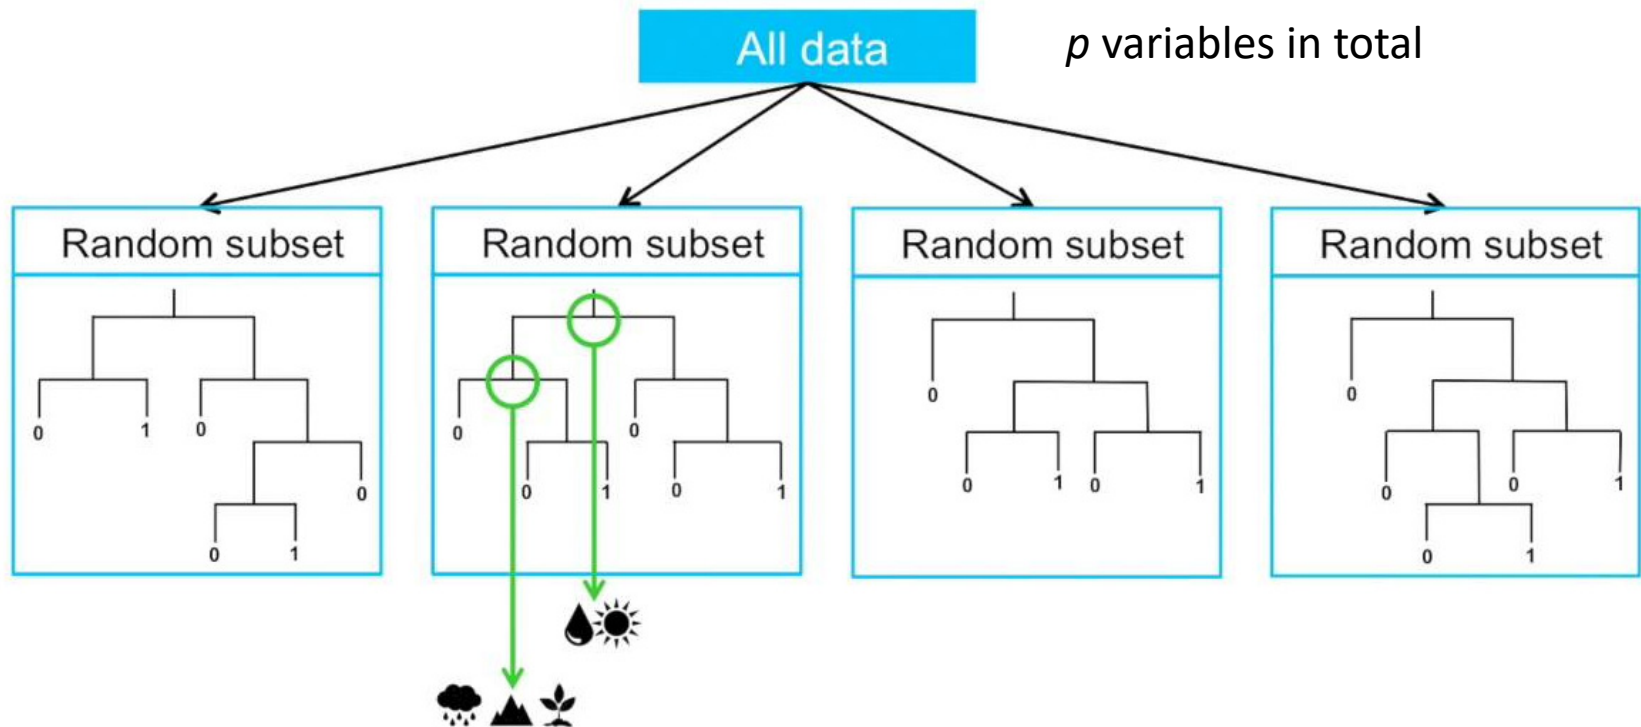 All data
p variables in total
Random subset
Random subset
Random subset
Random subset
0 1 0 0 0 1
0 0 1 0 0 1
0 0 1 0 1
0 0 0 1 0 1